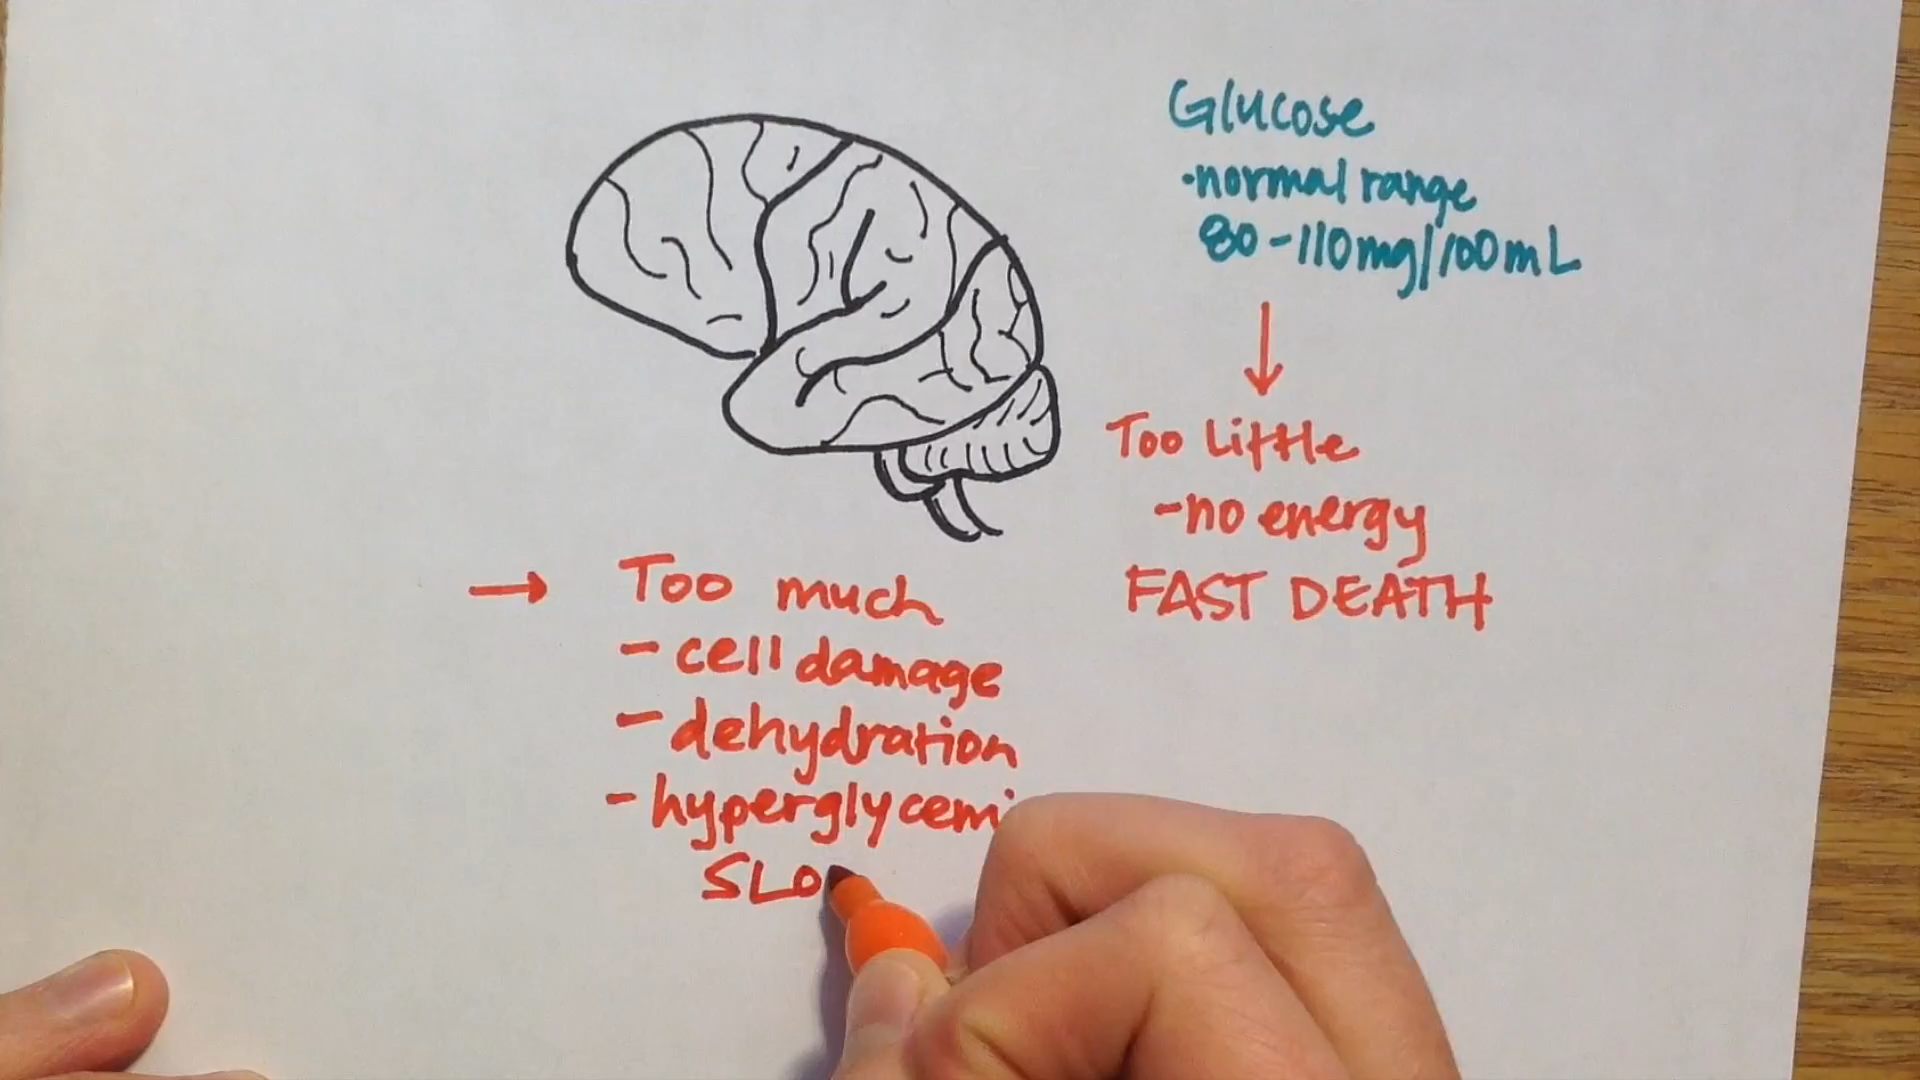 Glucose
·normal range
80-110mg/100mL
↓
Too Little
-no energy
FAST DEATH
→ Too much
- cell damage
- dehydration
- hyperglycemi
SLO